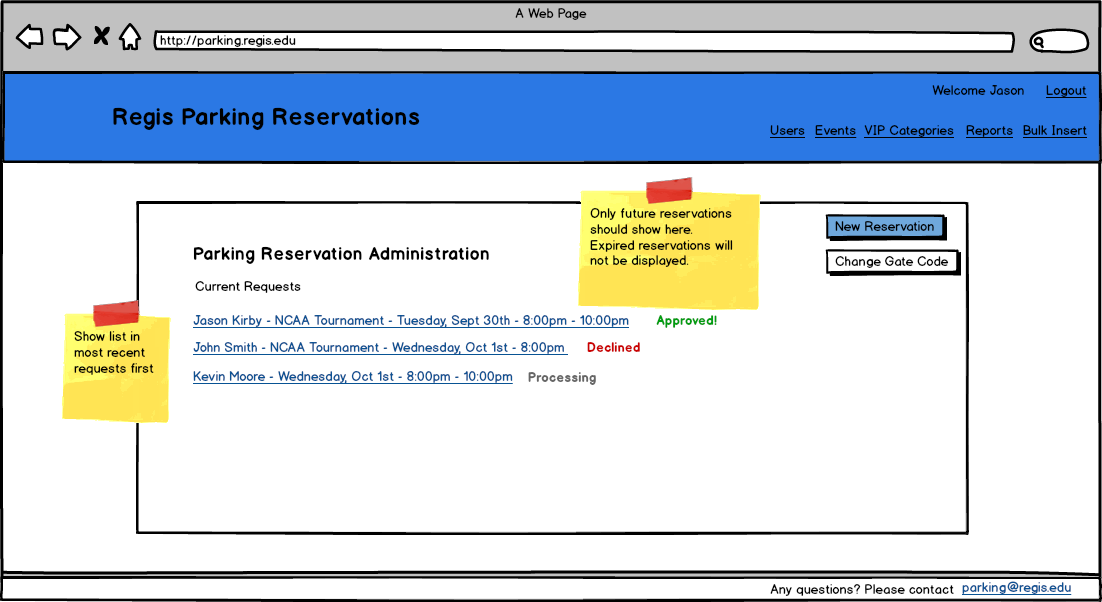 A Web Page
http://parking.regis.edu
Welcome Jason Logout
Regis Parking Reservations
Users Events VIP Categories Reports Bulk Insert
Only future reservations
should show here.
Expired reservations will
not be displayed.
New Reservation
Change Gate Code
Parking Reservation Administration
Current Requests
Show list in
most recent
requests first
Jason Kirby - NCAA Tournament - Tuesday, Sept 30th - 8:00pm - 10:00pm Approved!
John Smith - NCAA Tournament - Wednesday, Oct 1st - 8:00pm Declined
Kevin Moore - Wednesday, Oct 1st - 8:00pm - 10:00pm Processing
Any questions? Please contact parking@regis.edu